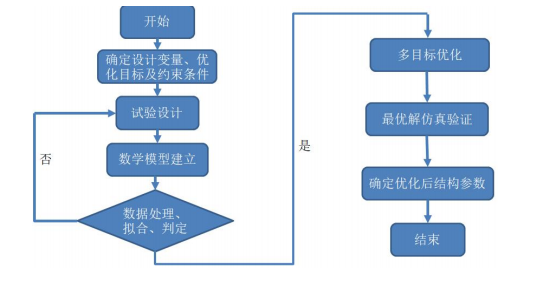 开始
确定设计变量、优
化目标及约束条件
试验设计
数学模型建立
数据处理、
拟合、判定
否
是
多目标优化
最优解仿真验证
确定优化后结构参数
结束